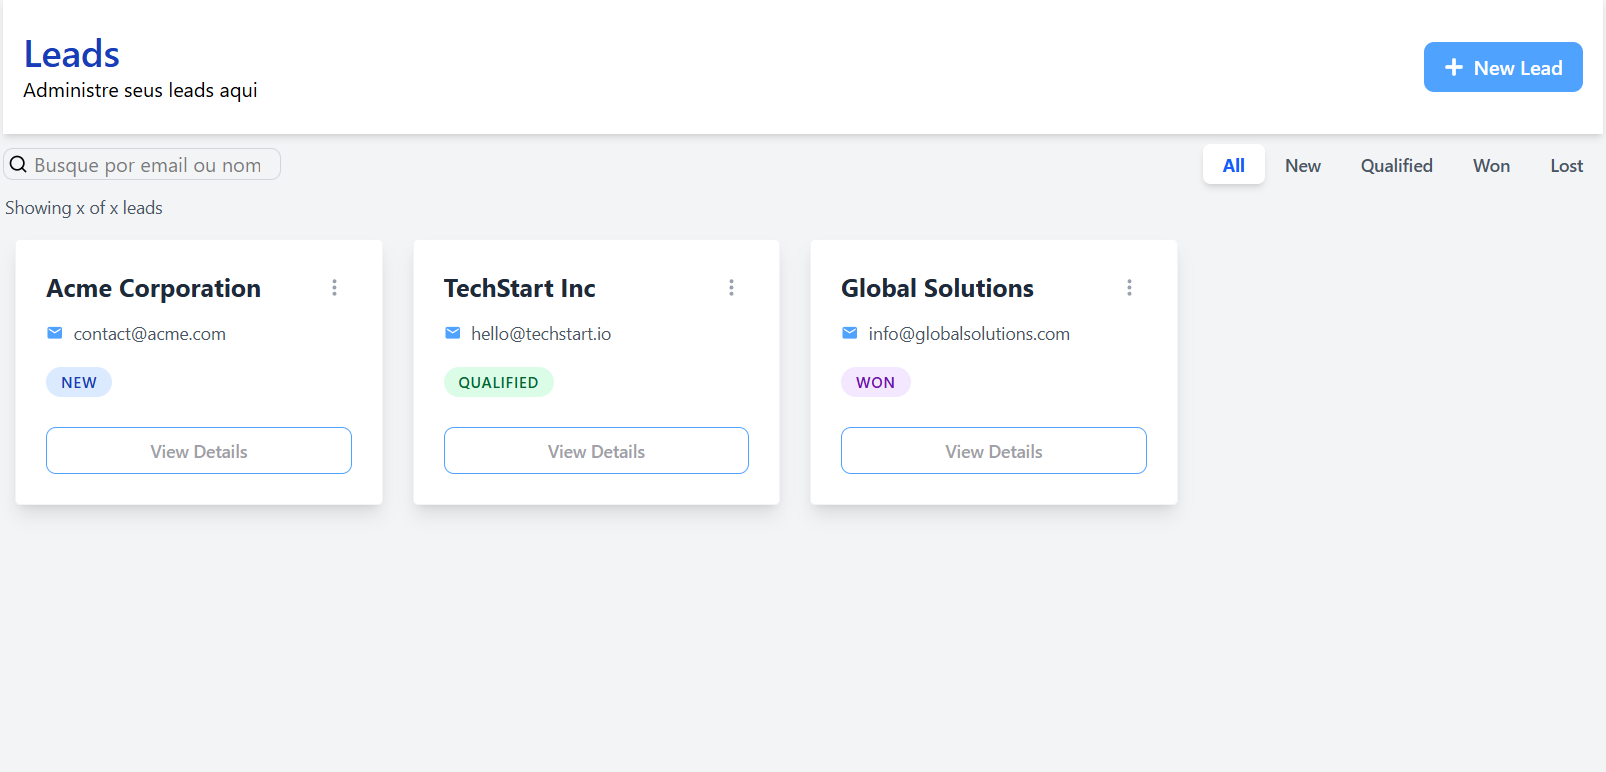 Leads
Administre seus leads aqui
New Lead
Busque por email ou nom
All
New
Qualified
Won
Lost
Showing x of x leads
Acme Corporation
contact@acme.com
NEW
View Details
TechStart Inc
hello@techstart.io
QUALIFIED
View Details
Global Solutions
info@globalsolutions.com
WON
View Details